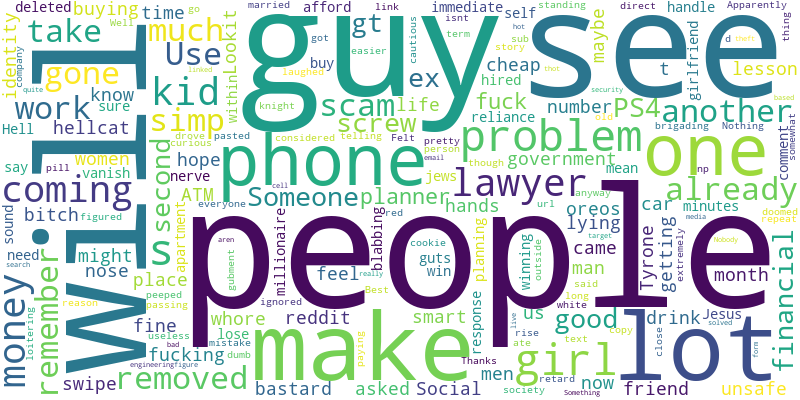 guy see
will
people
phone
problem one
make lot
girl
lawyer
Someone
planner
another
already
financial
coming
money
remember
removed
simp
kid
take
gone
work
hellcat
much
Use
scam
screw
ex
gt
life
fuck
PS4
number
hired
cheap
buy
afford
self
immediate
maybe
girlfriend
t
handle
lesson
link
isnt
direct
standing
Apparently
thing
d
theft
married
got
easier
sub
hot
story
term
cautious
laughed
knight
considered
telling
reliance
government
brigading
Nothing
old
security
based
comment
somewhat
np
mean
car
oreos
lying
hands
jews
person
pretty
though
anyway
url
minutes
doomed
repeat
Tyrone
getting
extremely
month
media
came
outside
man
said
us
long
white
good
drink
Jesus
solved
Nobody
target
Winning
planning
guts
win
cookie
blabbing
red
really
cell
email
everyone
aren
gubment
millionaire
feel
ignored
reddit
Best
paying
smart
response
rise
ate
text
copy
close
form
live
now
men
retard
Something
Thanks
society
friend
unsafe
Social
asked
bastard
dumb
mistake
lose
whore
passing
place
peeped
apartment
ATM
nerve
hope
pasted
drove
curious
Felt
second
s
vanish
pill
women
bitch
figured
might
nose
fine
reason
useless
bad
fucking
swipe
engineeringfigure
loitering
search
need
sound
say
Hell
know
sure
identity
deleted
buying
time
Well
go
company
quite
linked
thot
within
Lookit